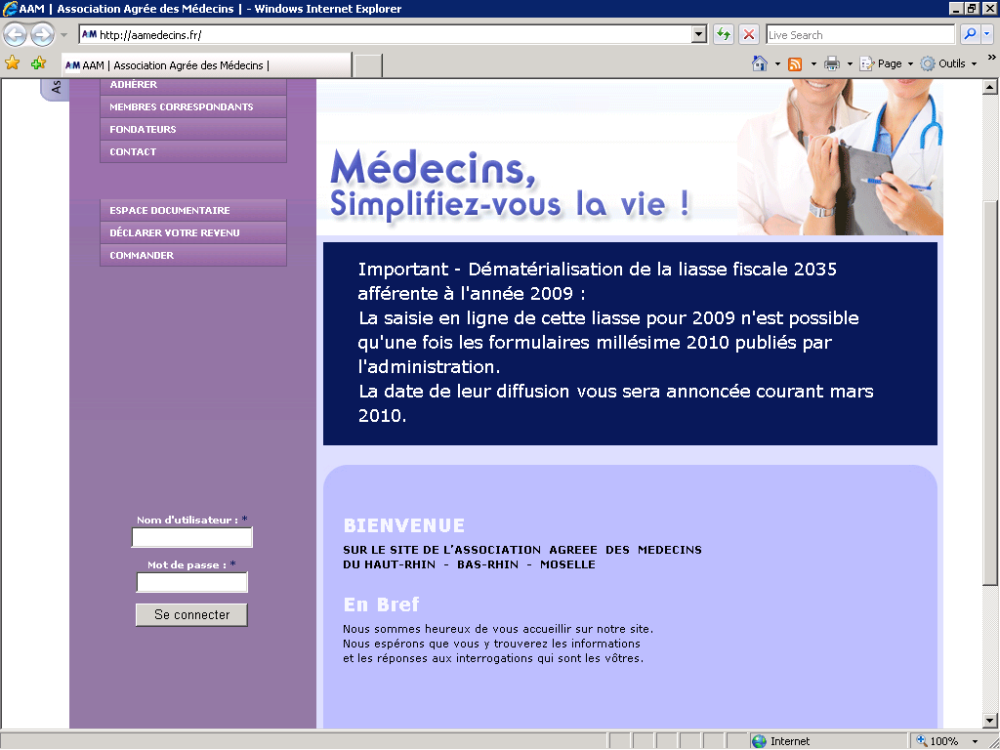 AAM | Association Agrée des Médecins | - Windows Internet Explorer
http://aamedecins.fr/
Live Search
AAM | Association Agrée des Médecins |
Page
Outils
As
ADHÉRER
MEMBRES CORRESPONDANTS
FONDATEURS
CONTACT
ESPACE DOCUMENTAIRE
DÉCLARER VOTRE REVENU
COMMANDER
Nom d'utilisateur : *
Mot de passe : *
Se connecter
Médecins,
Simplifiez-vous la vie !
Important - Dématérialisation de la liasse fiscale 2035
afférente à l'année 2009 :
La saisie en ligne de cette liasse pour 2009 n'est possible
qu'une fois les formulaires millésime 2010 publiés par
l'administration.
La date de leur diffusion vous sera annoncée courant mars
2010.
BIENVENUE
SUR LE SITE DE L'ASSOCIATION AGREEE DES MEDECINS
DU HAUT-RHIN - BAS-RHIN - MOSELLE
En Bref
Nous sommes heureux de vous accueillir sur notre site.
Nous espérons que vous y trouverez les informations
et les réponses aux interrogations qui sont les vôtres.
Internet
100%